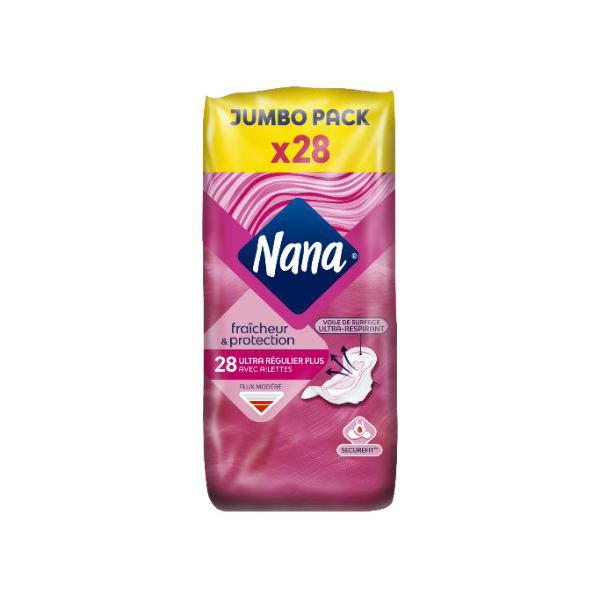 JUMBO PACK
x28
Nana®
fraîcheur
& protection
VOILE DE SURFACE
ULTRA-RESPIRANT
28 ULTRA RÉGULIER PLUS
AVEC AILETTES
FLUX MODÉRÉ
SECUREFIT™